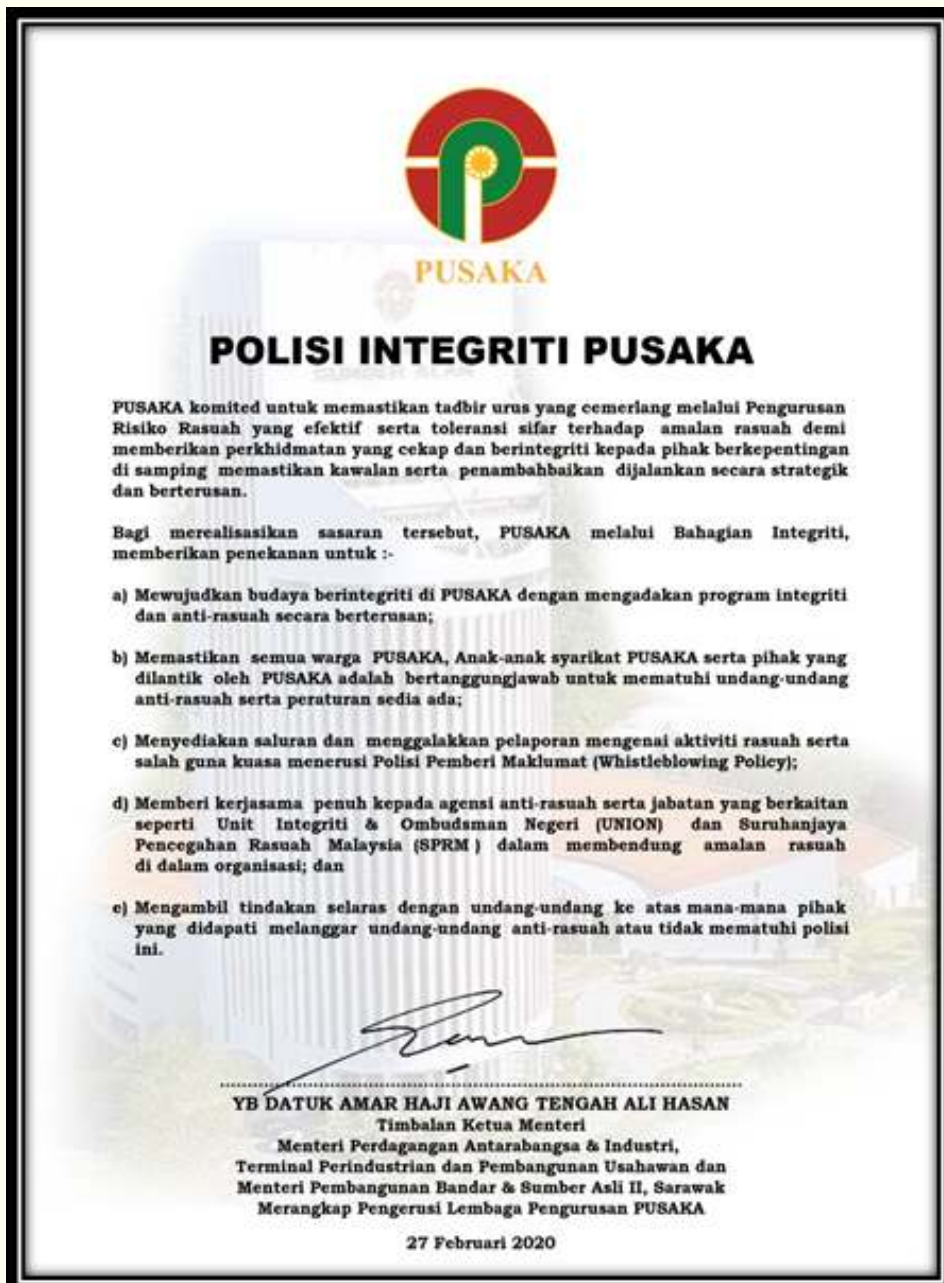 PUSAKA
POLISI INTEGRITI PUSAKA
PUSAKA komited untuk memastikan tadbir urus yang cemerlang melalui Pengurusan
Risiko Rasuah yang efektif serta toleransi sifar terhadap amalan rasuah demi
memberikan perkhidmatan yang cekap dan berintegriti kepada pihak berkepentingan
di samping memastikan kawalan serta penambahbaikan dijalankan secara strategik
dan berterusan.
Bagi merealisasikan sasaran tersebut, PUSAKA melalui Bahagian Integriti,
memberikan penekanan untuk :-
a) Mewujudkan budaya berintegriti di PUSAKA dengan mengadakan program integriti
dan anti-rasuah secara berterusan;
b) Memastikan semua warga PUSAKA, Anak-anak syarikat PUSAKA serta pihak yang
dilantik oleh PUSAKA adalah bertanggungjawab untuk mematuhi undang-undang
anti-rasuah serta peraturan sedia ada;
c) Menyediakan saluran dan menggalakkan pelaporan mengenai aktiviti rasuah serta
salah guna kuasa menerusi Polisi Pemberi Maklumat (Whistleblowing Policy);
d) Memberi kerjasama penuh kepada agensi anti-rasuah serta jabatan yang berkaitan
seperti Unit Integriti & Ombudsman Negeri (UNION) dan Suruhanjaya
Pencegahan Rasuah Malaysia (SPRM ) dalam membendung amalan rasuah
di dalam organisasi; dan
e) Mengambil tindakan selaras dengan undang-undang ke atas mana-mana pihak
yang didapati melanggar undang-undang anti-rasuah atau tidak mematuhi polisi
ini.
YB DATUK AMAR HAJI AWANG TENGAH ALI HASAN
Timbalan Ketua Menteri
Menteri Perdagangan Antarabangsa & Industri,
Terminal Perindustrian dan Pembangunan Usahawan dan
Menteri Pembangunan Bandar & Sumber Asli II, Sarawak
Merangkap Pengerusi Lembaga Pengurusan PUSAKA
27 Februari 2020